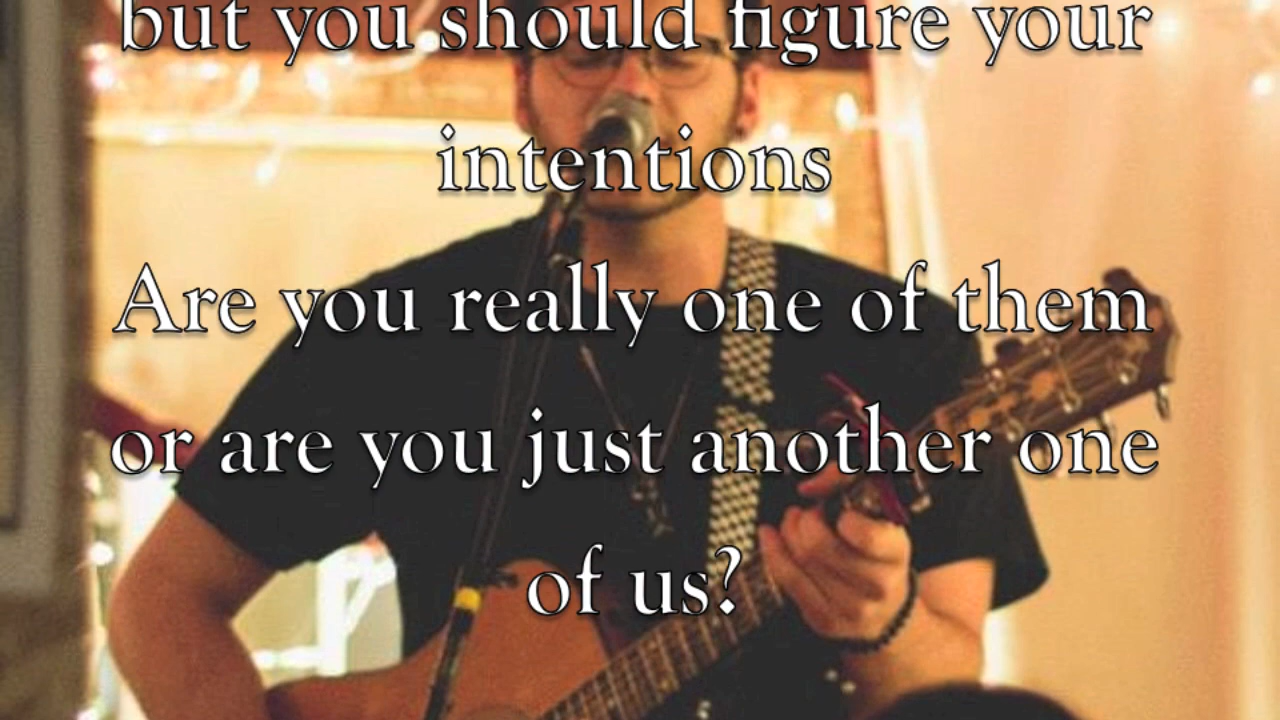 but you should figure your
intentions
Are you really one of them
or are you just another one
of us?